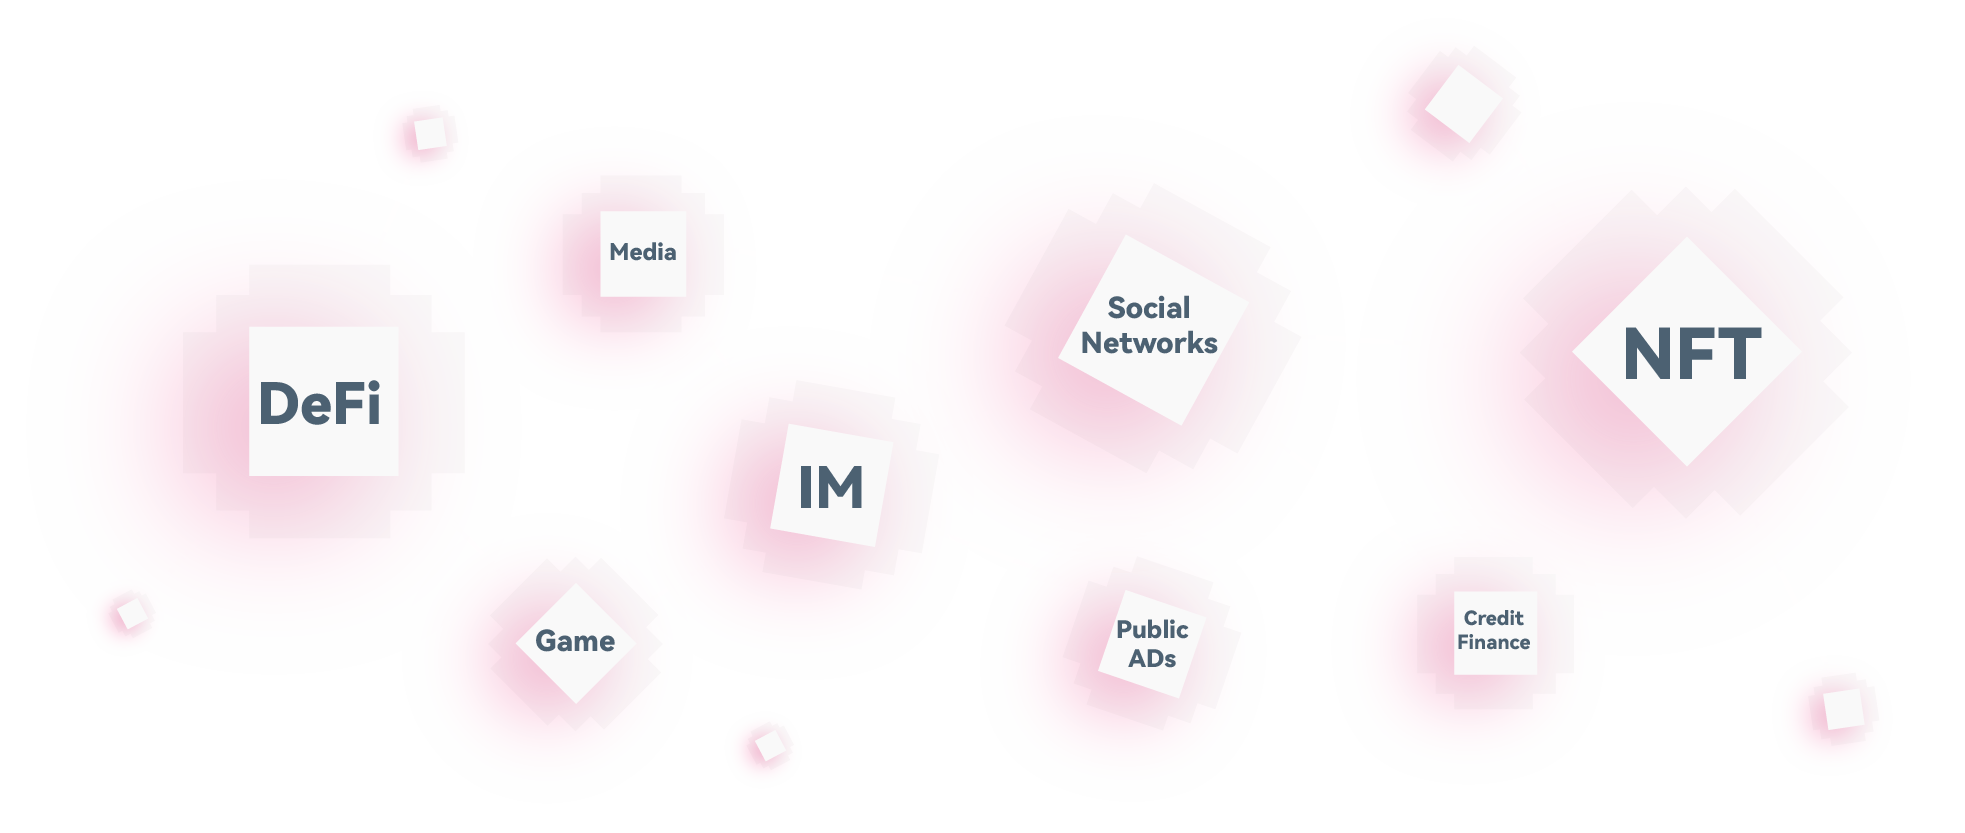 DeFi
Media
Game
IM
Social
Networks
Public
ADs
Credit
Finance
NFT